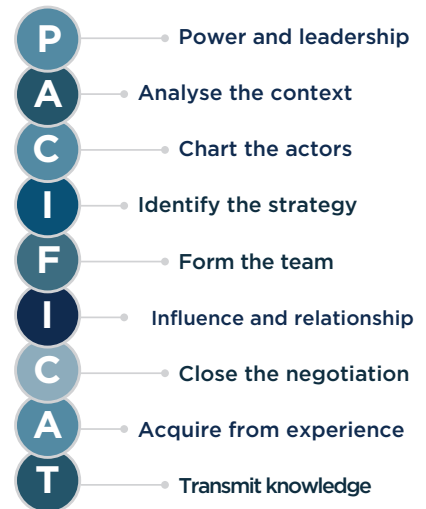 P Power and leadership
A Analyse the context
C Chart the actors
I Identify the strategy
F Form the team
I Influence and relationship
C Close the negotiation
A Acquire from experience
T Transmit knowledge